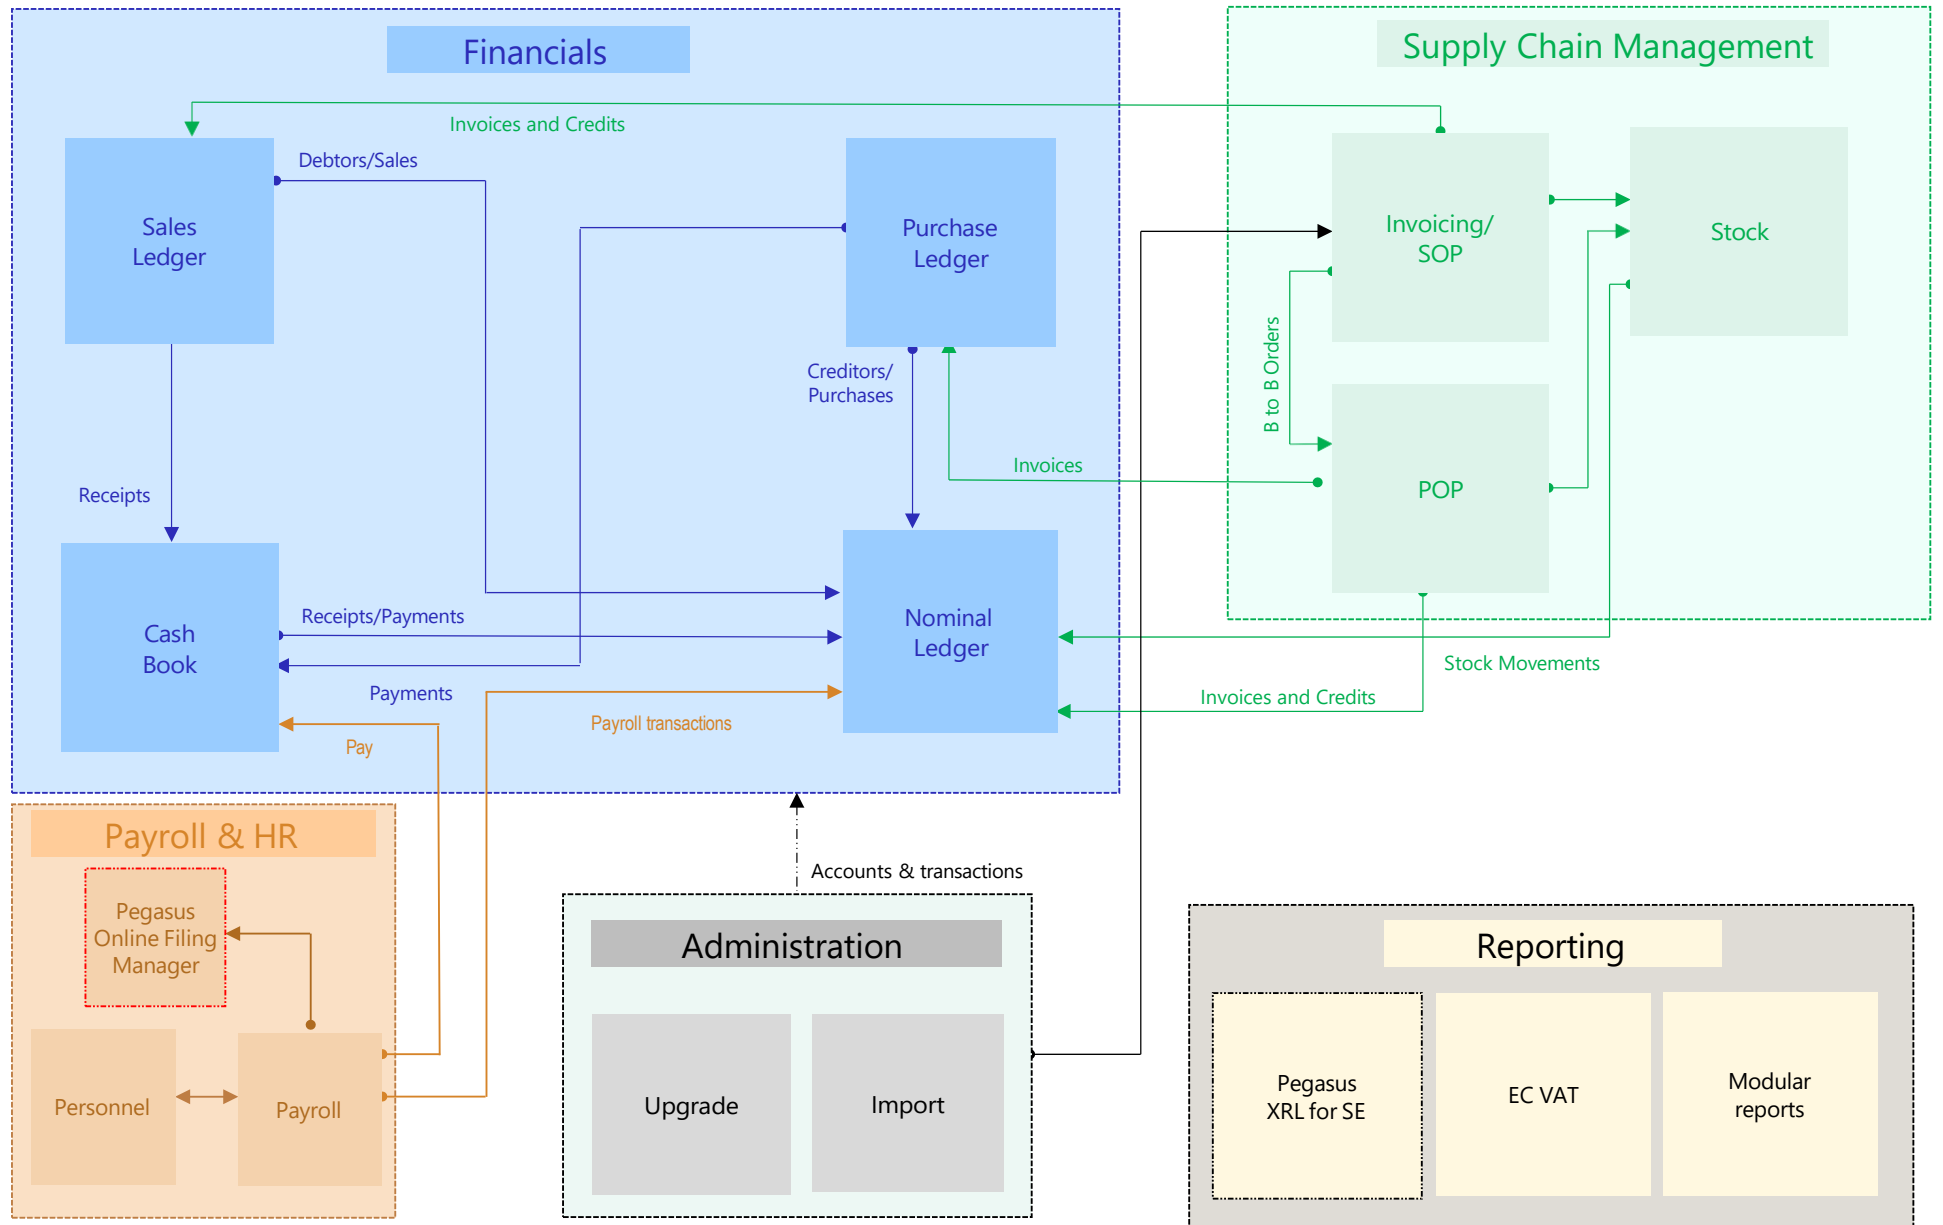 Financials
Supply Chain Management
Invoices and Credits
Debtors/Sales
Sales
Ledger
Purchase
Ledger
Invoicing/
SOP
Stock
Creditors/
Purchases
B to B Orders
Invoices
POP
Receipts
Cash
Book
Receipts/Payments
Payments
Nominal
Ledger
Stock Movements
Invoices and Credits
Payroll transactions
Pay
Payroll & HR
Pegasus
Online Filing
Manager
Personnel
Payroll
Accounts & transactions
Administration
Upgrade
Import
Reporting
Pegasus
XRL for SE
EC VAT
Modular
reports